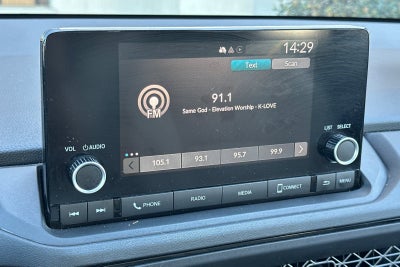 14:29
Text Scan
FM
91.1
Same God - Elevation Worship - K-LOVE
VOL AUDIO
LIST SELECT
105.1 93.1 95.7 99.9
PHONE RADIO MEDIA CONNECT MENU